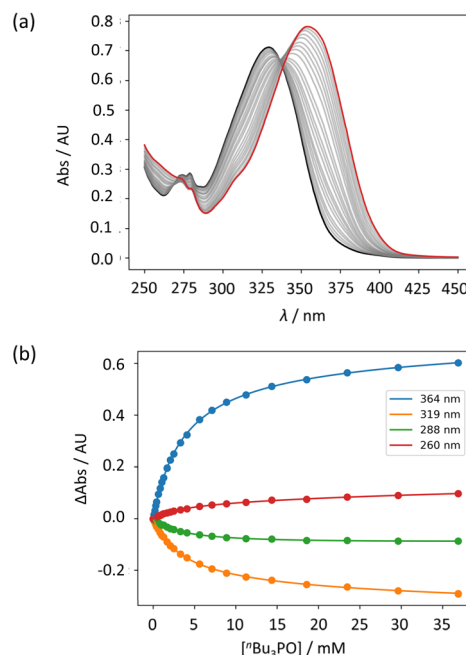 (a)
0.8
0.7
0.6
0.5
0.4
0.3
0.2
0.1
0.0
Abs / AU
250 275 300 325 350 375 400 425 450
λ / nm
(b)
0.6
0.4
0.2
0.0
-0.2
ΔAbs / AU
364 nm
319 nm
288 nm
260 nm
0 5 10 15 20 25 30 35
[ⁿBu₃PO] / mM